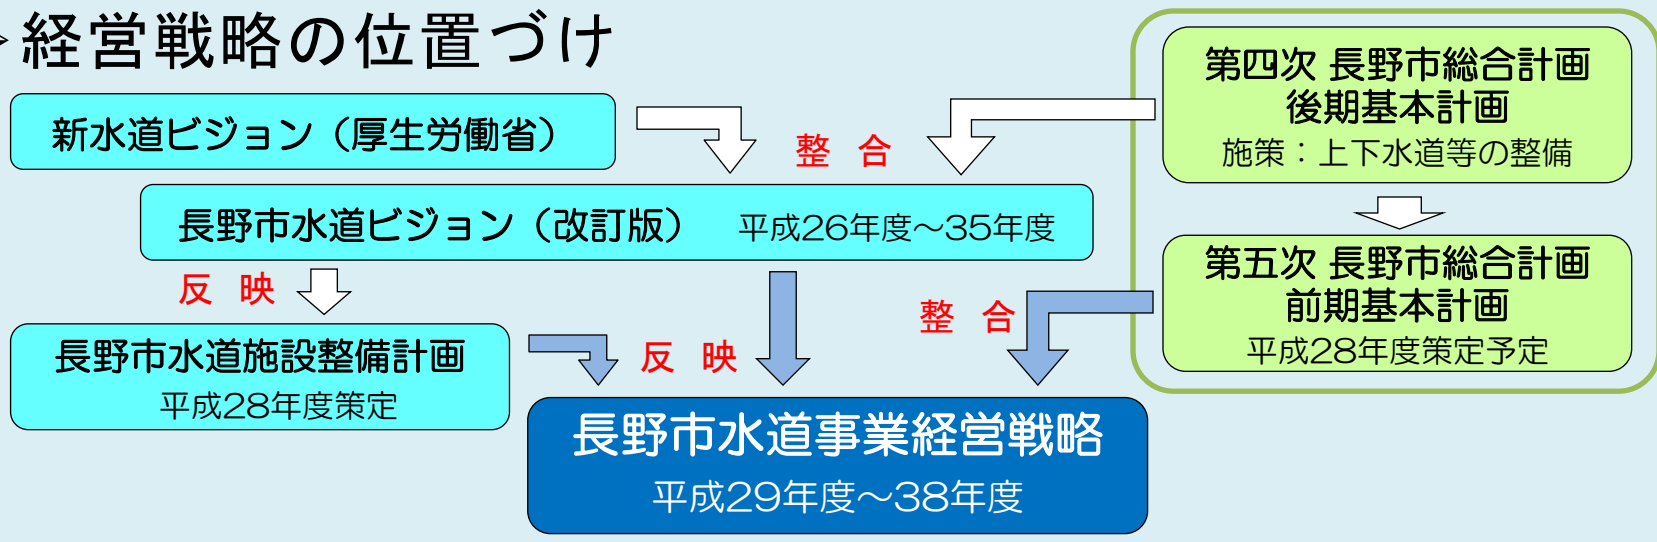 経営戦略の位置づけ
新水道ビジョン（厚生労働省）
整 合
第四次 長野市総合計画
後期基本計画
施策：上下水道等の整備
長野市水道ビジョン（改訂版） 平成26年度～35年度
第五次 長野市総合計画
前期基本計画
平成28年度策定予定
反 映
整 合
長野市水道施設整備計画
平成28年度策定
反 映
長野市水道事業経営戦略
平成29年度～38年度